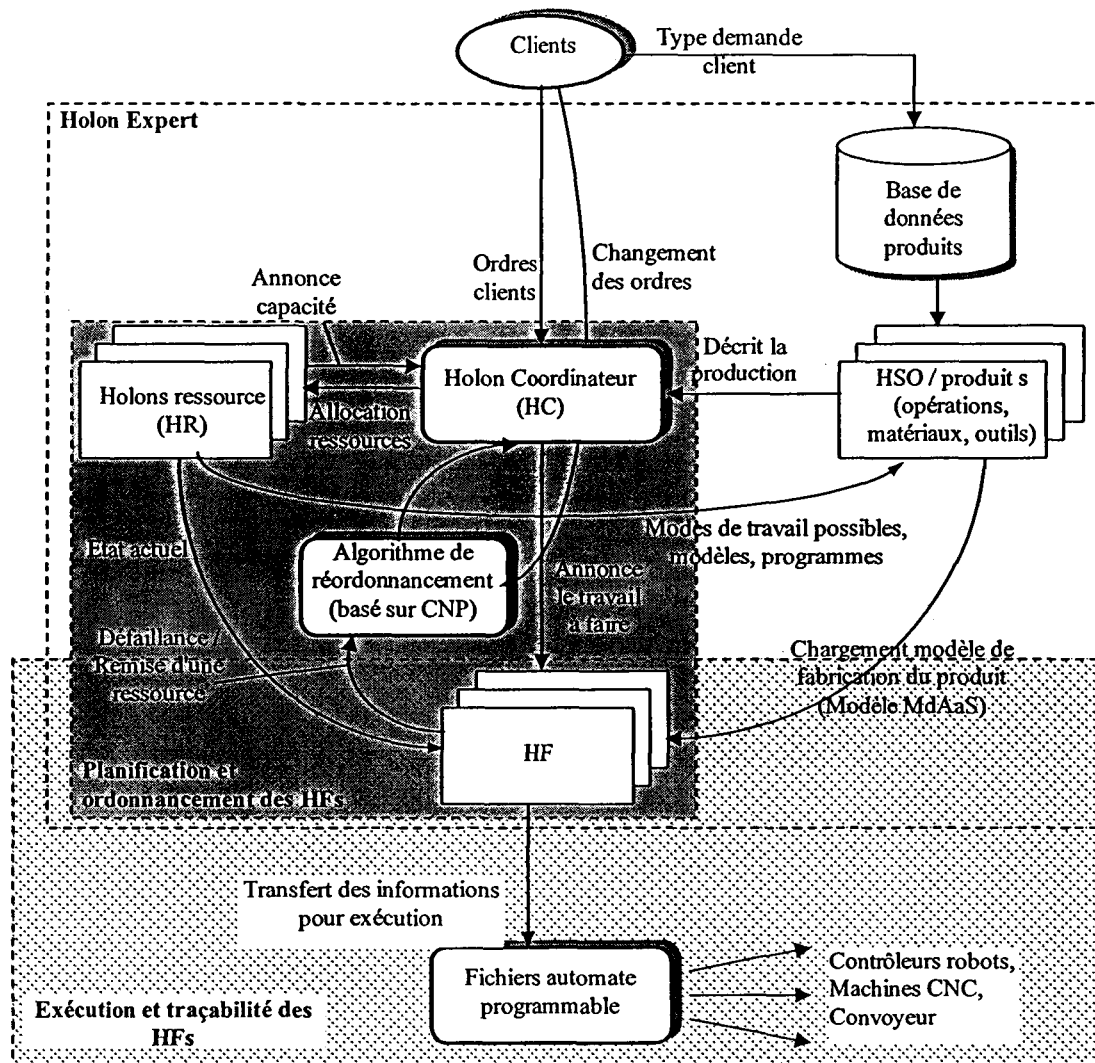 Clients
Type demande
client
Holon Expert
Base de
données
produits
Ordres
clients
Changement
des ordres
Annonce
capacité
Holons ressource
(HR)
Allocation
ressources
Holon Coordinateur
(HC)
Décrit la
production
HSO / produit s
(opérations,
matériaux, outils)
Modes de travail possibles,
modèles, programmes
Etat actuel
Algorithme de
réordonnancement
(basé sur CNP)
Annonce
le travail
à faire
Défaillance /
Remise d'une
ressource
Chargement modèle de
fabrication du produit
(Modèle MdAaS)
HF
Planification et
ordonnancement des HFs
Transfert des informations
pour exécution
Fichiers automate
programmable
Contrôleurs robots,
Machines CNC,
Convoyeur
Exécution et traçabilité des
HFs